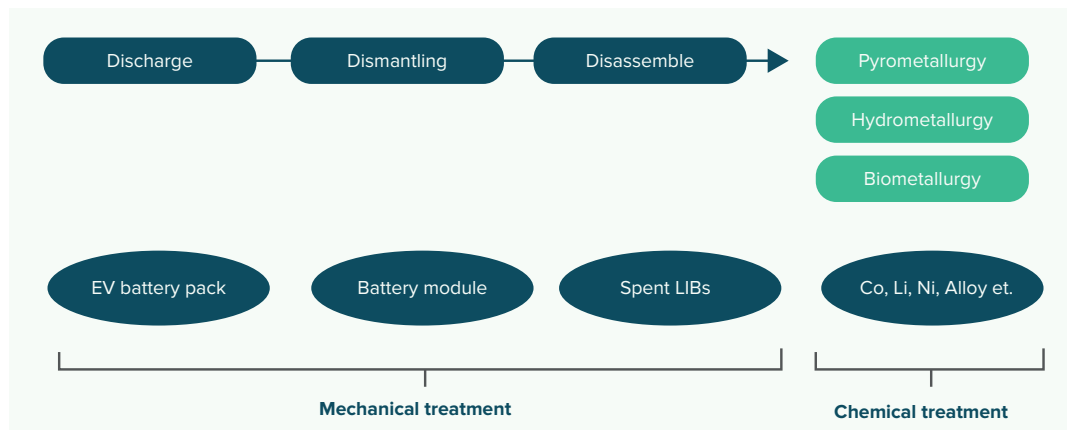 Discharge
Dismantling
Disassemble
Pyrometallurgy
Hydrometallurgy
Biometallurgy
EV battery pack
Battery module
Spent LIBs
Co, Li, Ni, Alloy et.
Mechanical treatment
Chemical treatment